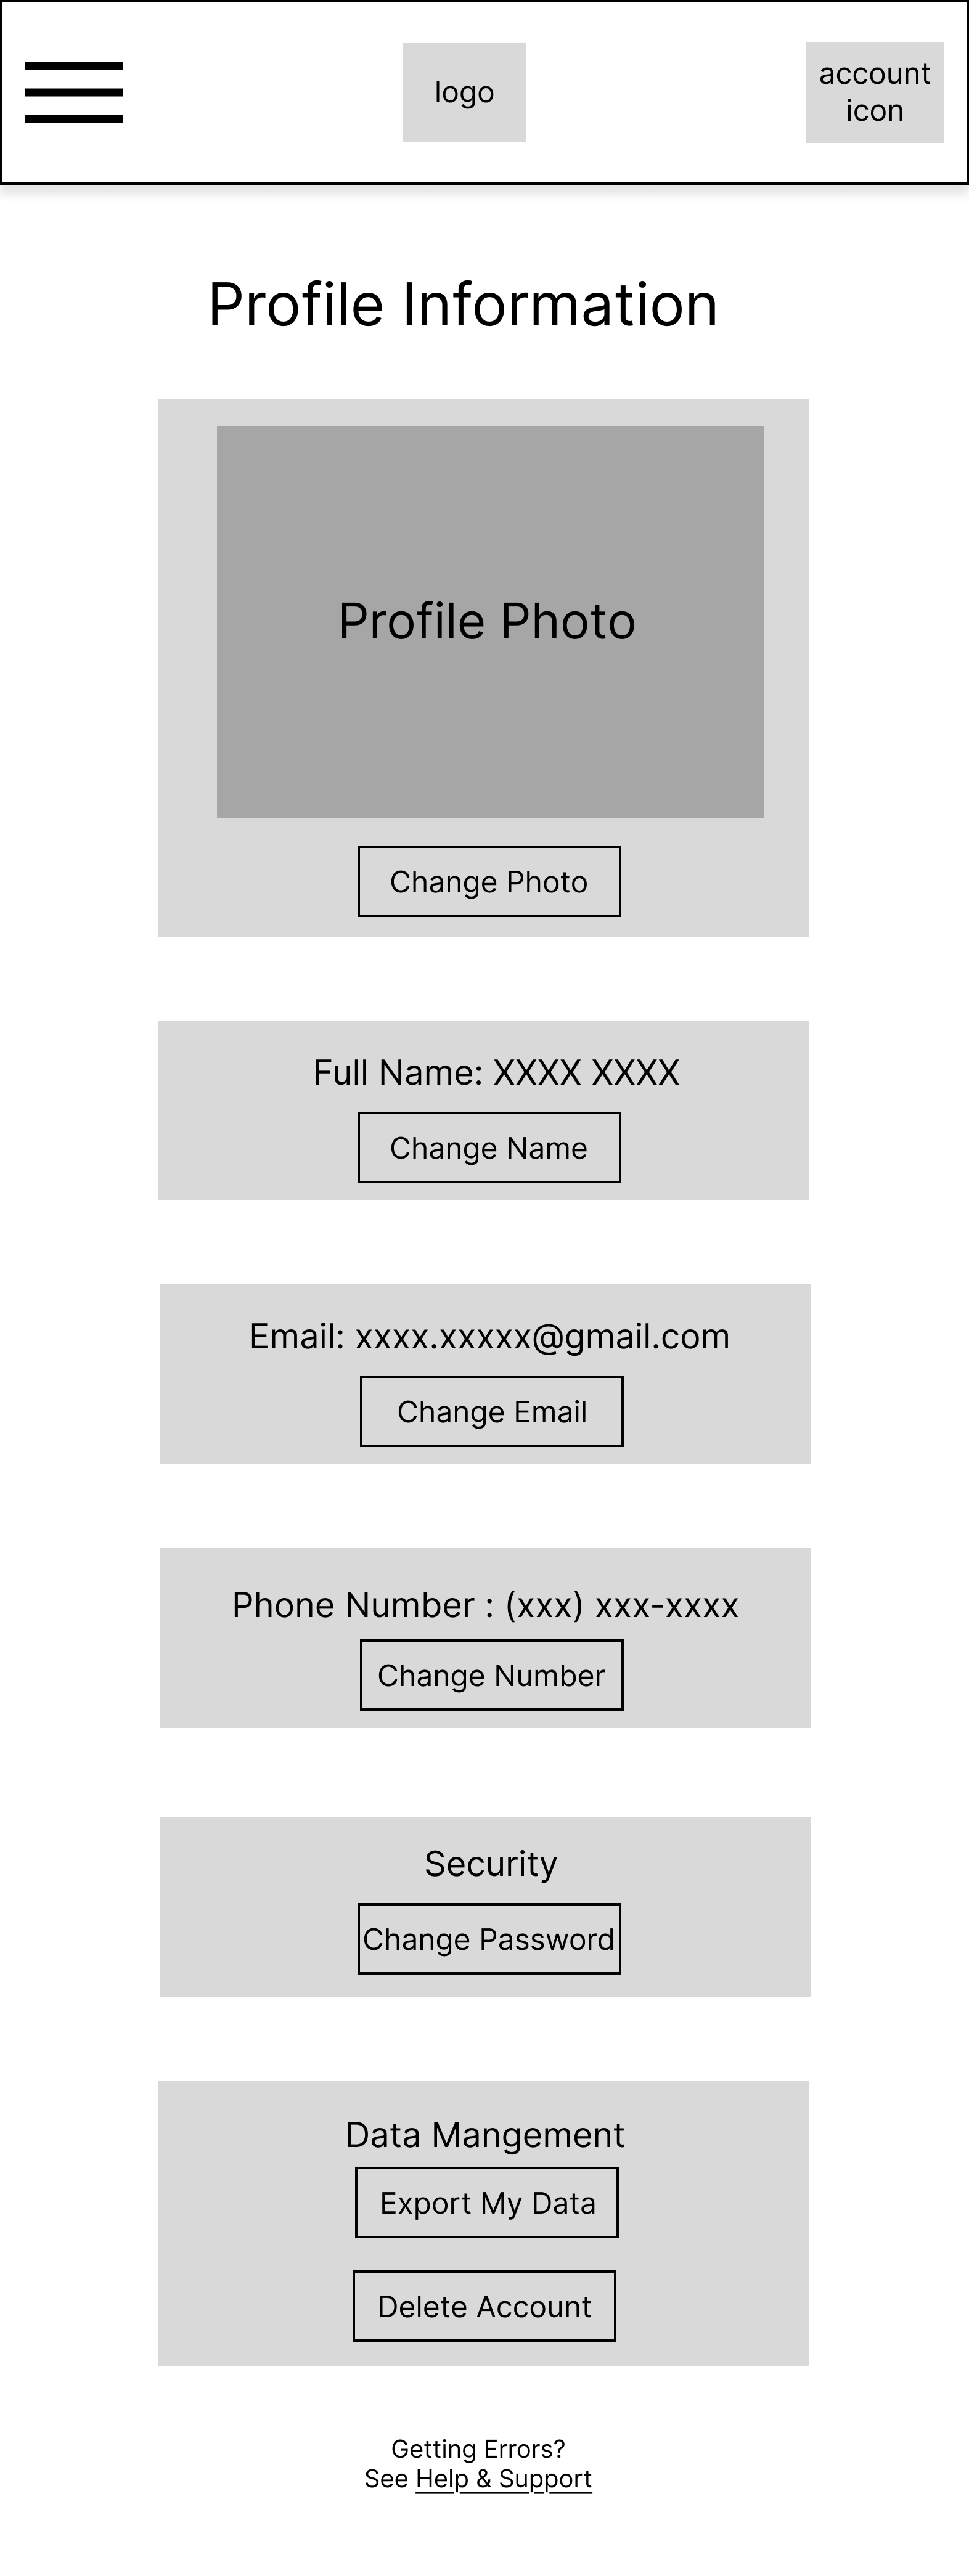 logo
account
icon
Profile Information
Profile Photo
Change Photo
Full Name: XXXX XXXX
Change Name
Email: xxxx.xxxxx@gmail.com
Change Email
Phone Number : (xxx) xxx-xxxx
Change Number
Security
Change Password
Data Mangement
Export My Data
Delete Account
Getting Errors?
See Help & Support